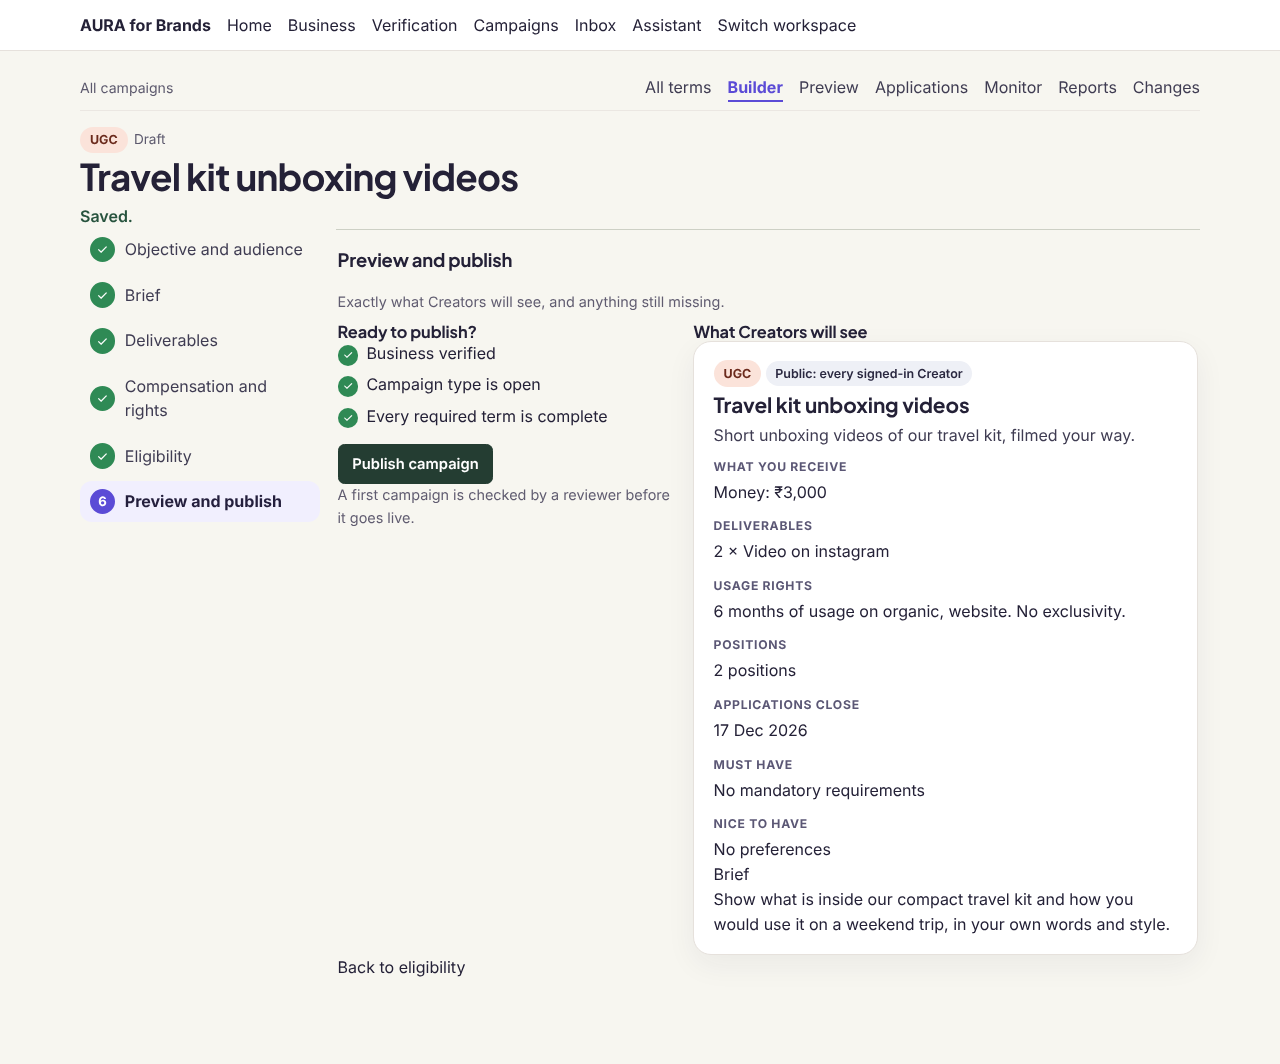 AURA for Brands Home Business Verification Campaigns Inbox Assistant Switch workspace
All campaigns
All terms Builder Preview Applications Monitor Reports Changes
UGC Draft
Travel kit unboxing videos
Saved.
Objective and audience
Brief
Deliverables
Compensation and
rights
Eligibility
6 Preview and publish
Preview and publish
Exactly what Creators will see, and anything still missing.
Ready to publish?
Business verified
Campaign type is open
Every required term is complete
Publish campaign
A first campaign is checked by a reviewer before
it goes live.
What Creators will see
UGC Public: every signed-in Creator
Travel kit unboxing videos
Short unboxing videos of our travel kit, filmed your way.
WHAT YOU RECEIVE
Money: ₹3,000
DELIVERABLES
2 × Video on instagram
USAGE RIGHTS
6 months of usage on organic, website. No exclusivity.
POSITIONS
2 positions
APPLICATIONS CLOSE
17 Dec 2026
MUST HAVE
No mandatory requirements
NICE TO HAVE
No preferences
Brief
Show what is inside our compact travel kit and how you
would use it on a weekend trip, in your own words and style.
Back to eligibility